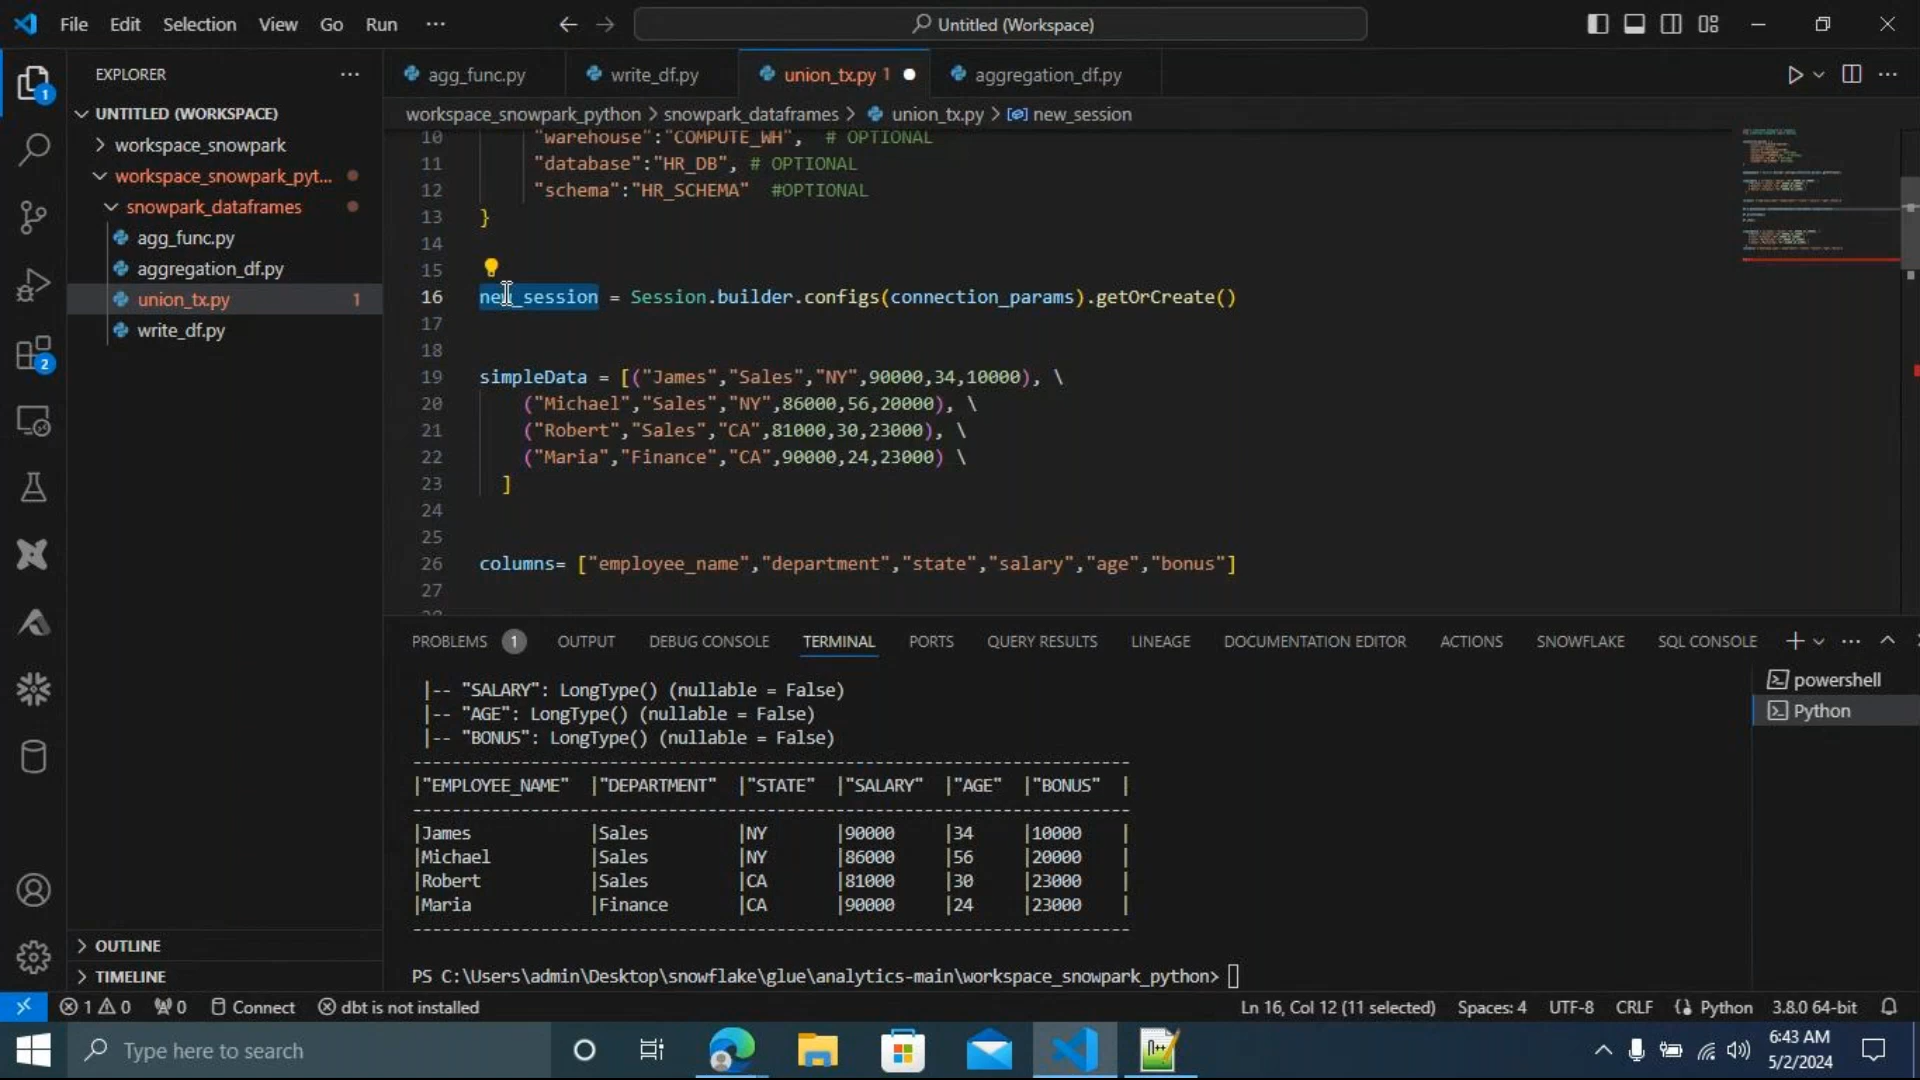 File Edit Selection View Go Run ··· Untitled (Workspace)
EXPLORER ···
UNTITLED (WORKSPACE)
workspace_snowpark
workspace_snowpark_pyt...
snowpark_dataframes
agg_func.py
aggregation_df.py
union_tx.py 1
write_df.py
OUTLINE
TIMELINE
1
2
agg_func.py write_df.py union_tx.py 1 aggregation_df.py
workspace_snowpark_python > snowpark_dataframes > union_tx.py > new_session
10 "warehouse":"COMPUTE_WH", # OPTIONAL
11 "database":"HR_DB", # OPTIONAL
12 "schema":"HR_SCHEMA" #OPTIONAL
13 }
14
15
16 new_session = Session.builder.configs(connection_params).getOrCreate()
17
18
19 simpleData = [("James","Sales","NY",90000,34,10000), \
20 ("Michael","Sales","NY",86000,56,20000), \
21 ("Robert","Sales","CA",81000,30,23000), \
22 ("Maria","Finance","CA",90000,24,23000) \
23 ]
24
25
26 columns= ["employee_name","department","state","salary","age","bonus"]
27
PROBLEMS 1 OUTPUT DEBUG CONSOLE TERMINAL PORTS QUERY RESULTS LINEAGE DOCUMENTATION EDITOR ACTIONS SNOWFLAKE SQL CONSOLE
powershell
Python
|-- "SALARY": LongType() (nullable = False)
|-- "AGE": LongType() (nullable = False)
|-- "BONUS": LongType() (nullable = False)
|"EMPLOYEE_NAME" |"DEPARTMENT" |"STATE" |"SALARY" |"AGE" |"BONUS" |
|James |Sales |NY |90000 |34 |10000 |
|Michael |Sales |NY |86000 |56 |20000 |
|Robert |Sales |CA |81000 |30 |23000 |
|Maria |Finance |CA |90000 |24 |23000 |
PS C:\Users\admin\Desktop\snowflake\glue\analytics-main\workspace_snowpark_python>
1 0 0 Connect dbt is not installed Ln 16, Col 12 (11 selected) Spaces: 4 UTF-8 CRLF Python 3.8.0 64-bit
Type here to search
6:43 AM
5/2/2024